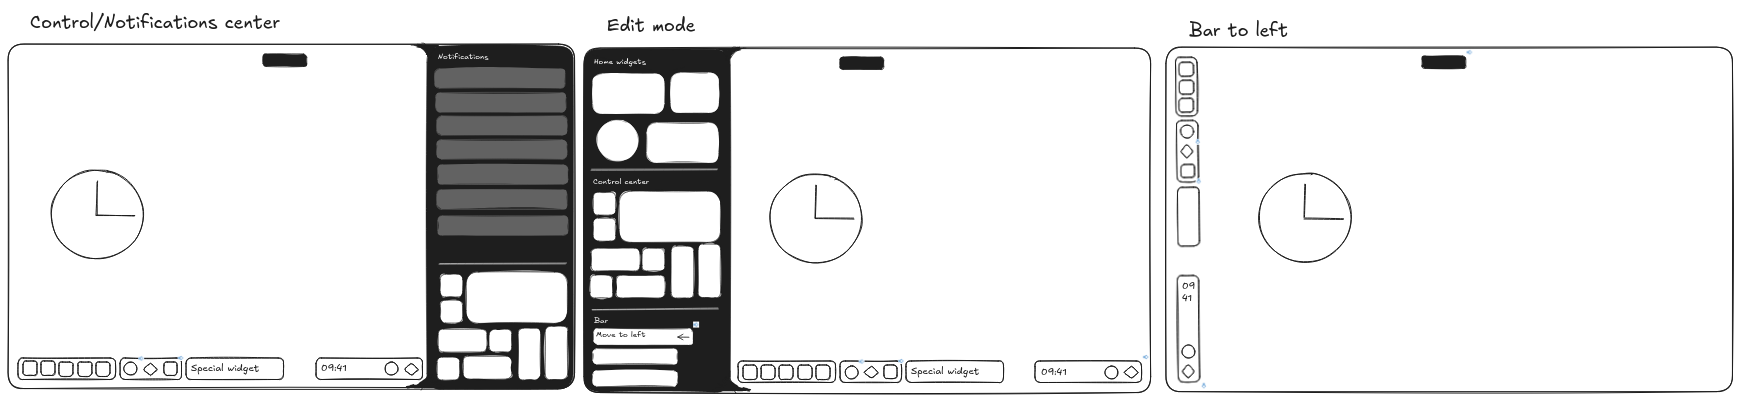 Control/Notifications center
Notifications
Special widget
09:41
Edit mode
Home widgets
Control center
Bar
Move to left
Special widget
09:41
Bar to left
09
41